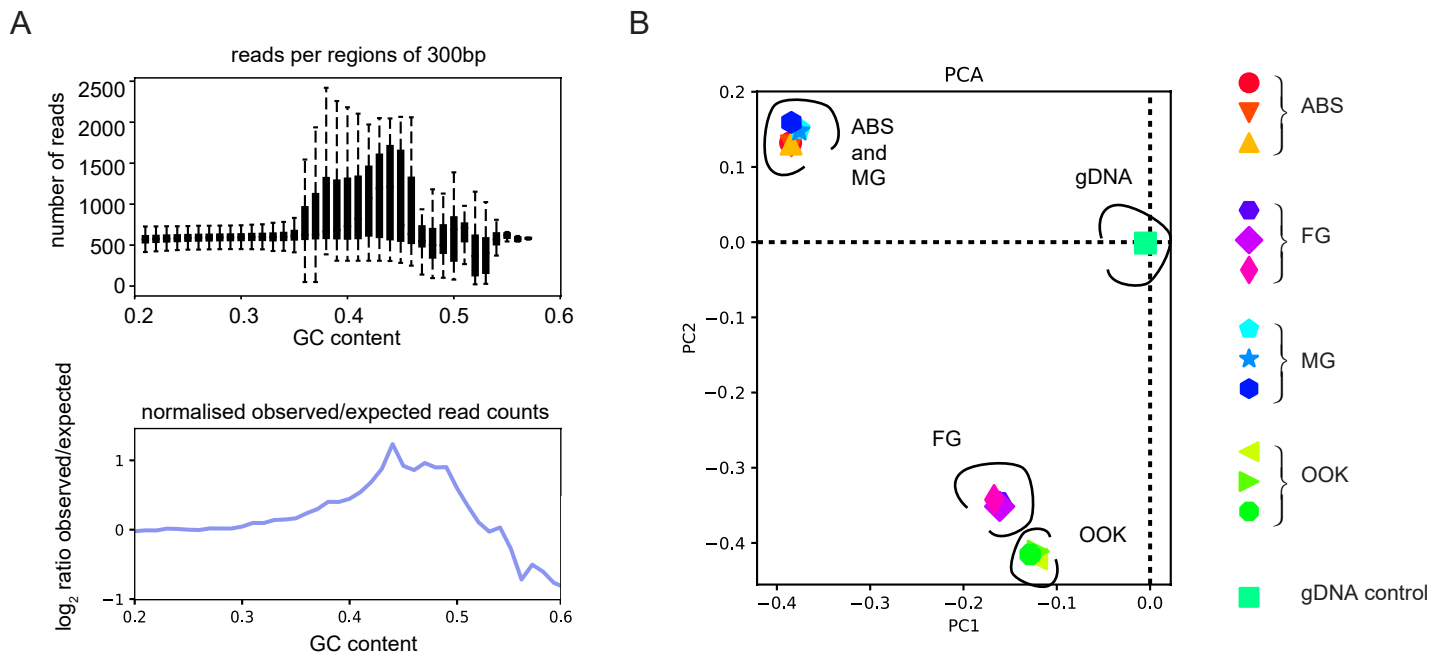 A
reads per regions of 300bp
number of reads
2500
2000
1500
1000
500
0
0.2 0.3 0.4 0.5 0.6
GC content
normalised observed/expected read counts
log₂ ratio observed/expected
1
0
−1
0.2 0.3 0.4 0.5 0.6
GC content
B
PCA
PC2
0.2
0.1
0.0
−0.1
−0.2
−0.3
−0.4
ABS
and
MG
gDNA
FG
OOK
−0.4 −0.3 −0.2 −0.1 0.0
PC1
ABS
FG
MG
OOK
gDNA control